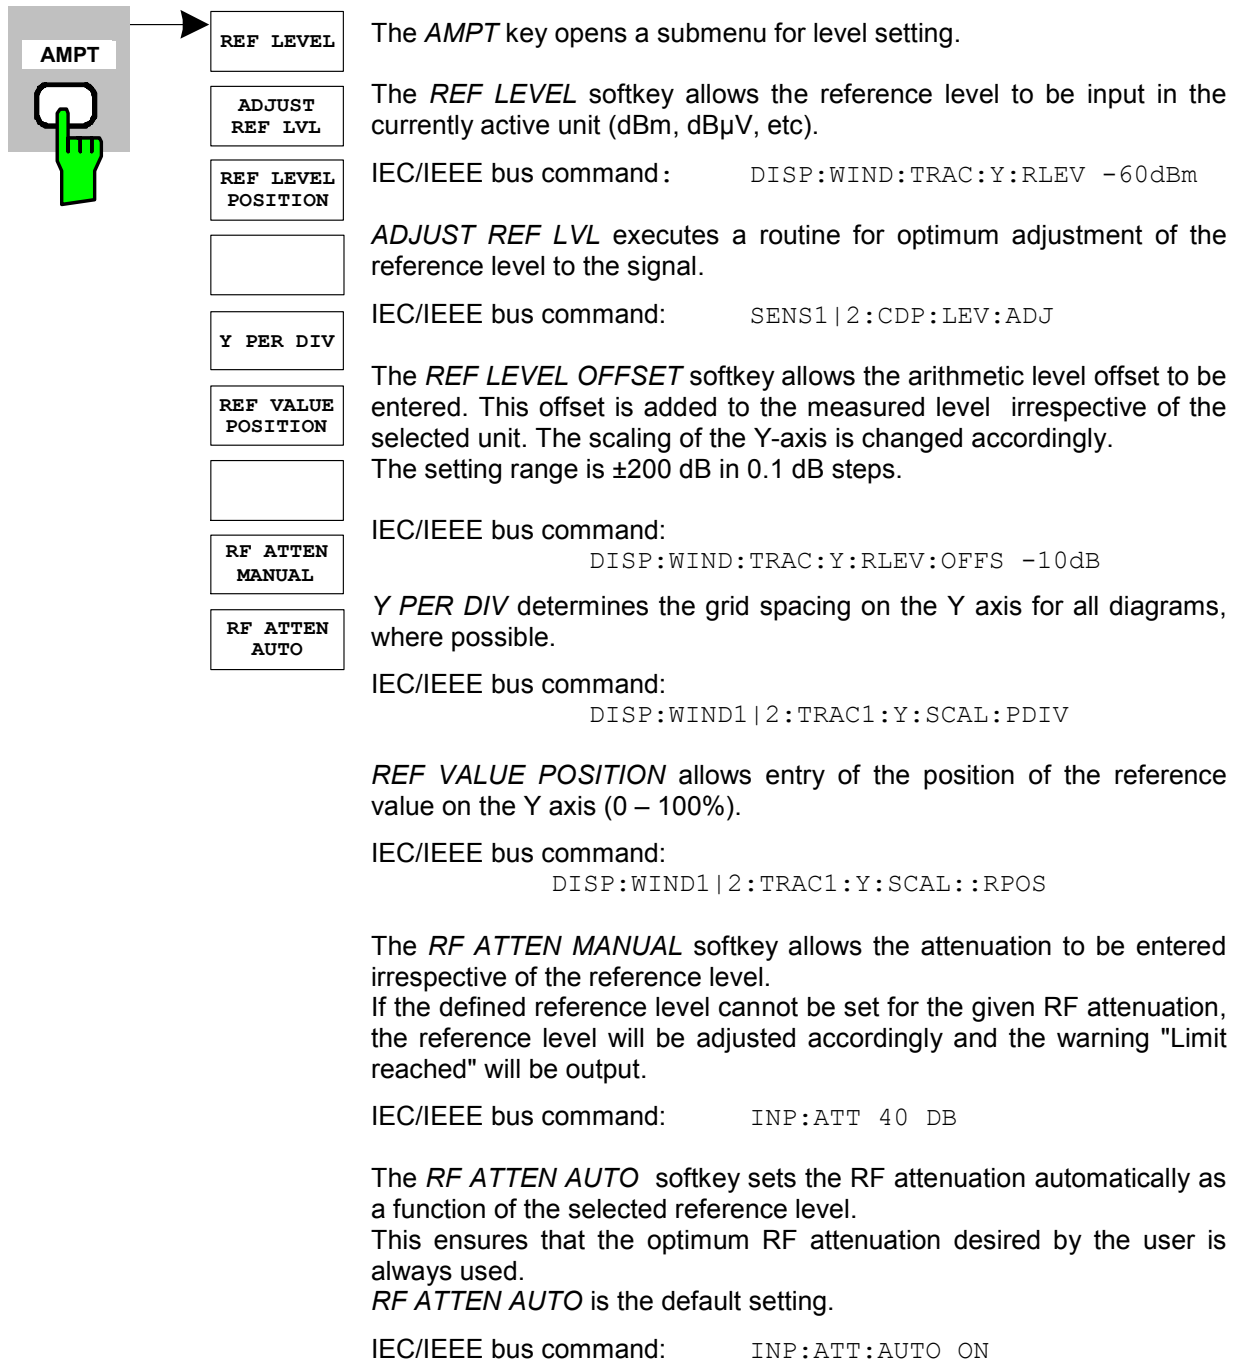 AMPT
REF LEVEL
ADJUST
REF LVL
REF LEVEL
POSITION
Y PER DIV
REF VALUE
POSITION
RF ATTEN
MANUAL
RF ATTEN
AUTO
The AMPT key opens a submenu for level setting.
The REF LEVEL softkey allows the reference level to be input in the
currently active unit (dBm, dBµV, etc).
IEC/IEEE bus command: DISP:WIND:TRAC:Y:RLEV -60dBm
ADJUST REF LVL executes a routine for optimum adjustment of the
reference level to the signal.
IEC/IEEE bus command: SENS1|2:CDP:LEV:ADJ
The REF LEVEL OFFSET softkey allows the arithmetic level offset to be
entered. This offset is added to the measured level irrespective of the
selected unit. The scaling of the Y-axis is changed accordingly.
The setting range is ±200 dB in 0.1 dB steps.
IEC/IEEE bus command:
DISP:WIND:TRAC:Y:RLEV:OFFS -10dB
Y PER DIV determines the grid spacing on the Y axis for all diagrams,
where possible.
IEC/IEEE bus command:
DISP:WIND1|2:TRAC1:Y:SCAL:PDIV
REF VALUE POSITION allows entry of the position of the reference
value on the Y axis (0 – 100%).
IEC/IEEE bus command:
DISP:WIND1|2:TRAC1:Y:SCAL::RPOS
The RF ATTEN MANUAL softkey allows the attenuation to be entered
irrespective of the reference level.
If the defined reference level cannot be set for the given RF attenuation,
the reference level will be adjusted accordingly and the warning "Limit
reached" will be output.
IEC/IEEE bus command: INP:ATT 40 DB
The RF ATTEN AUTO softkey sets the RF attenuation automatically as
a function of the selected reference level.
This ensures that the optimum RF attenuation desired by the user is
always used.
RF ATTEN AUTO is the default setting.
IEC/IEEE bus command: INP:ATT:AUTO ON